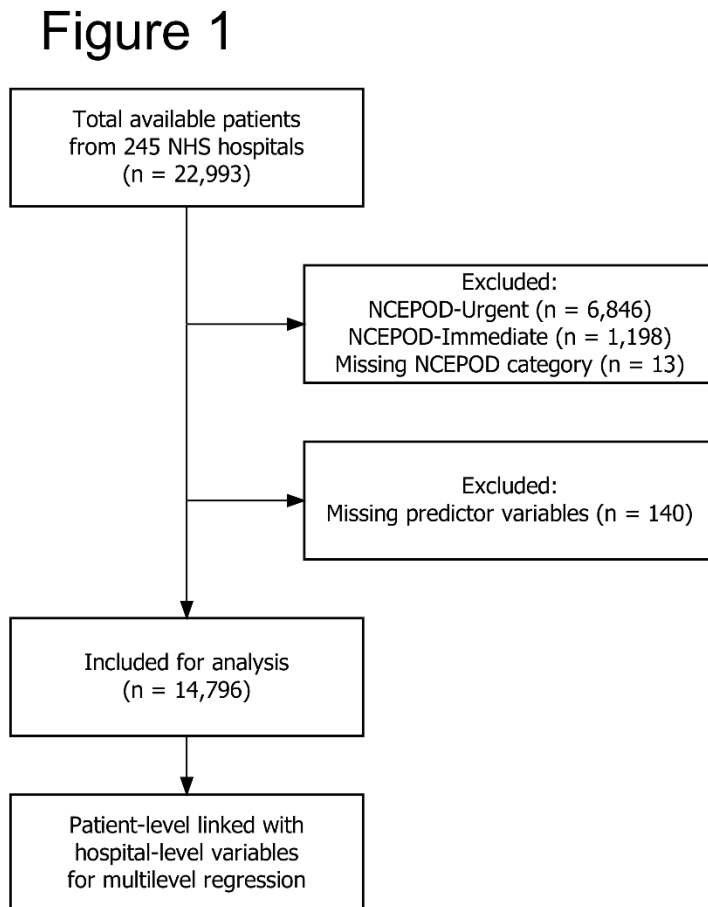 Figure 1
Total available patients
from 245 NHS hospitals
(n = 22,993)
Excluded:
NCEPOD-Urgent (n = 6,846)
NCEPOD-Immediate (n = 1,198)
Missing NCEPOD category (n = 13)
Excluded:
Missing predictor variables (n = 140)
Included for analysis
(n = 14,796)
Patient-level linked with
hospital-level variables
for multilevel regression